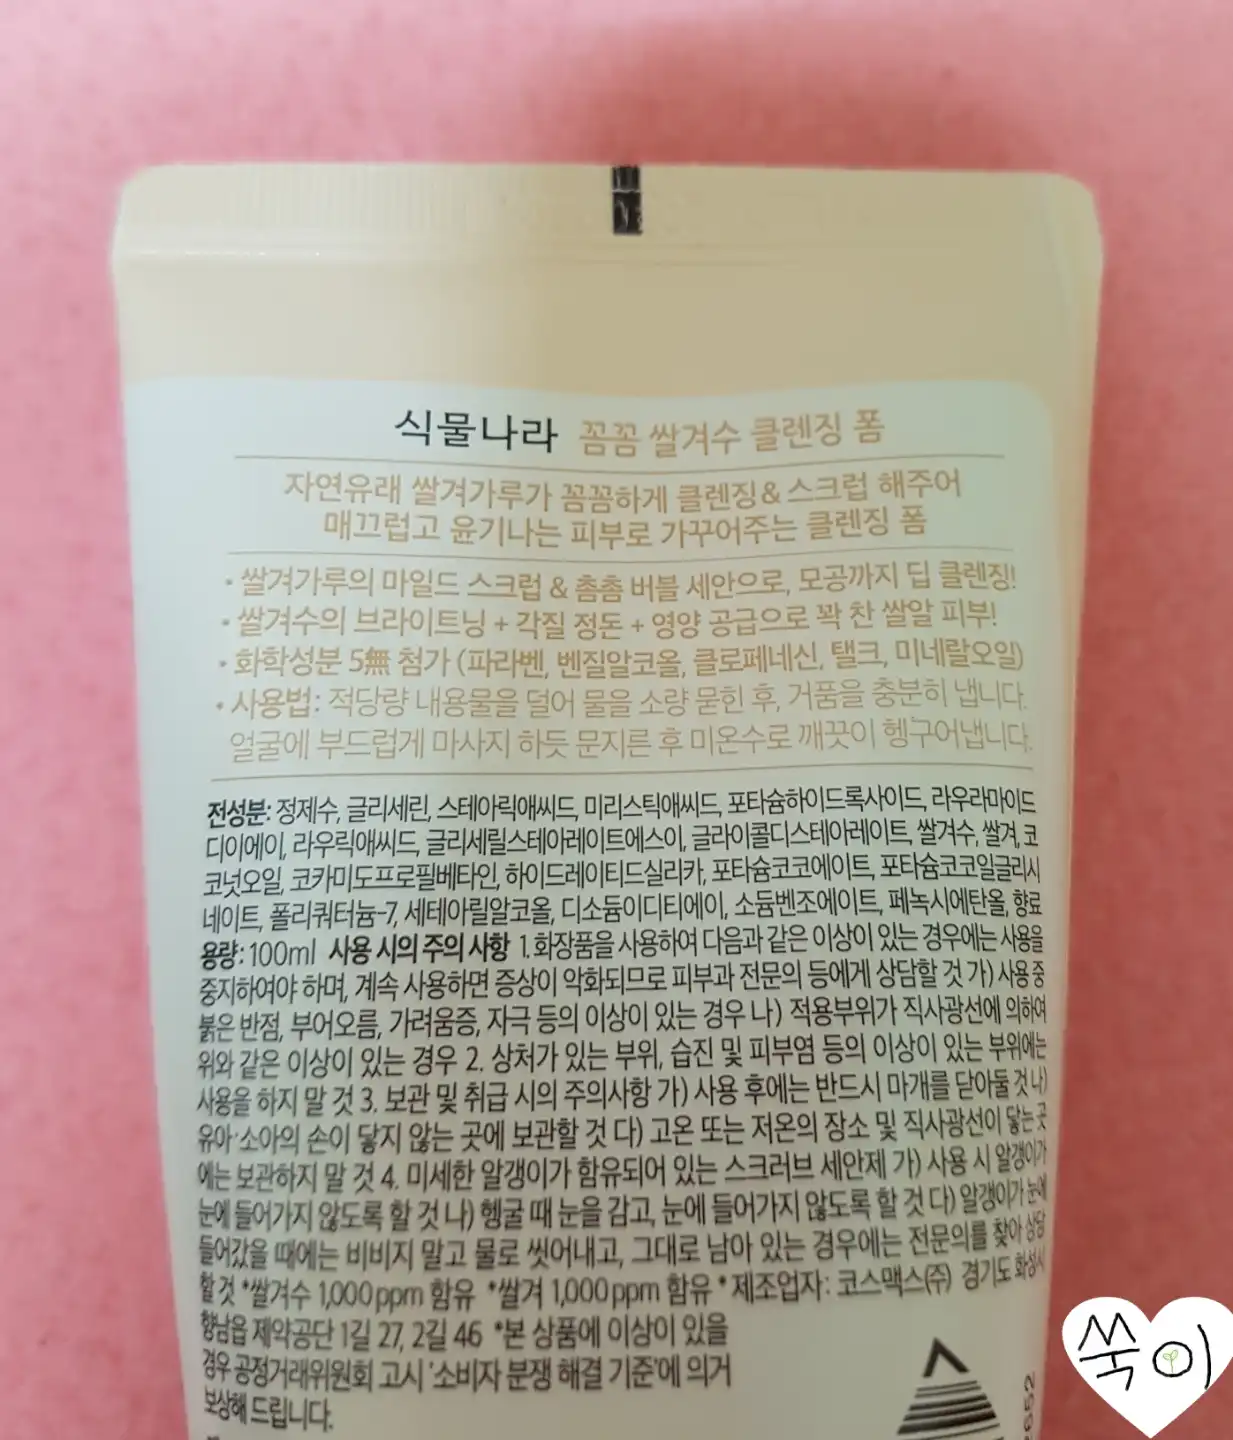 식물나라 꼼꼼 쌀겨수 클렌징 폼
자연유래 쌀겨가루가 꼼꼼하게 클렌징 & 스크럽 해주어
매끄럽고 윤기나는 피부로 가꾸어주는 클렌징 폼
• 쌀겨가루의 마일드 스크럽 & 촘촘 버블 세안으로, 모공까지 딥 클렌징!
• 쌀겨수의 브라이트닝 + 각질 정돈 + 영양 공급으로 꽉 찬 쌀알 피부!
• 화학성분 5無 첨가 (파라벤, 벤질알코올, 클로페네신, 탤크, 미네랄오일)
• 사용법: 적당량 내용물을 덜어 물을 소량 묻힌 후, 거품을 충분히 냅니다.
얼굴에 부드럽게 마사지 하듯 문지른 후 미온수로 깨끗이 헹구어냅니다.
전성분: 정제수, 글리세린, 스테아릭애씨드, 미리스틱애씨드, 포타슘하이드록사이드, 라우라마이드
디이에이, 라우릭애씨드, 글리세릴스테아레이트에스이, 글라이콜디스테아레이트, 쌀겨수, 쌀겨, 코
코넛오일, 코카미도프로필베타인, 하이드레이티드실리카, 포타슘코코에이트, 포타슘코코일글리시
네이트, 폴리쿼터늄-7, 세테아릴알코올, 디소듐이디티에이, 소듐벤조에이트, 페녹시에탄올, 향료
용량: 100ml 사용 시의 주의 사항 1. 화장품을 사용하여 다음과 같은 이상이 있는 경우에는 사용을
중지하여야 하며, 계속 사용하면 증상이 악화되므로 피부과 전문의 등에게 상담할 것 가) 사용 중
붉은 반점, 부어오름, 가려움증, 자극 등의 이상이 있는 경우 나) 적용부위가 직사광선에 의하여
위와 같은 이상이 있는 경우 2. 상처가 있는 부위, 습진 및 피부염 등의 이상이 있는 부위에는
사용을 하지 말 것 3. 보관 및 취급 시의 주의사항 가) 사용 후에는 반드시 마개를 닫아둘 것 나)
유아·소아의 손이 닿지 않는 곳에 보관할 것 다) 고온 또는 저온의 장소 및 직사광선이 닿는 곳
에는 보관하지 말 것 4. 미세한 알갱이가 함유되어 있는 스크러브 세안제 가) 사용 시 알갱이가
눈에 들어가지 않도록 할 것 나) 헹굴 때 눈을 감고, 눈에 들어가지 않도록 할 것 다) 알갱이가 눈에
들어갔을 때에는 비비지 말고 물로 씻어내고, 그대로 남아 있는 경우에는 전문의를 찾아 상담
할 것 *쌀겨수 1,000ppm 함유 *쌀겨 1,000ppm 함유 * 제조업자: 코스맥스(주) 경기도 화성시
향남읍 제약공단 1길 27, 2길 46 *본 상품에 이상이 있을
경우 공정거래위원회 고시 '소비자 분쟁 해결 기준'에 의거
보상해 드립니다.
쑥이